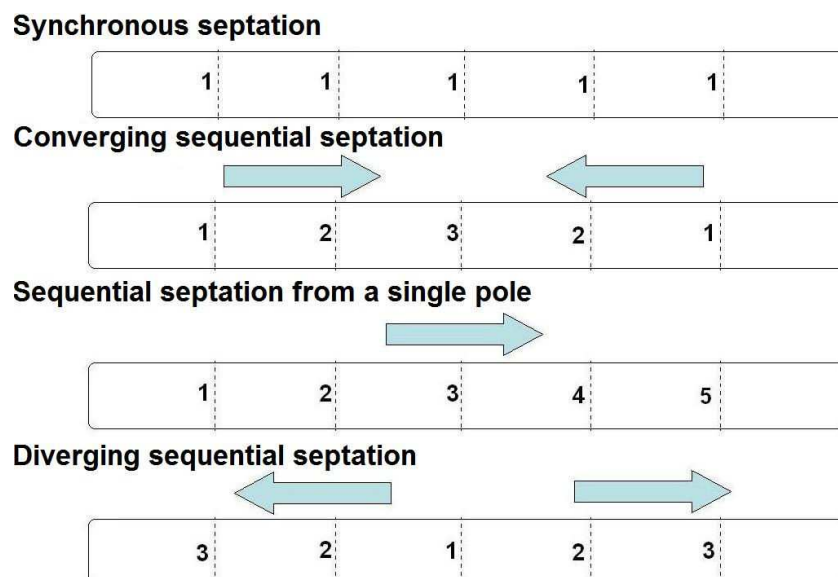 Synchronous septation
1 1 1 1 1
Converging sequential septation
1 2 3 2 1
Sequential septation from a single pole
1 2 3 4 5
Diverging sequential septation
3 2 1 2 3